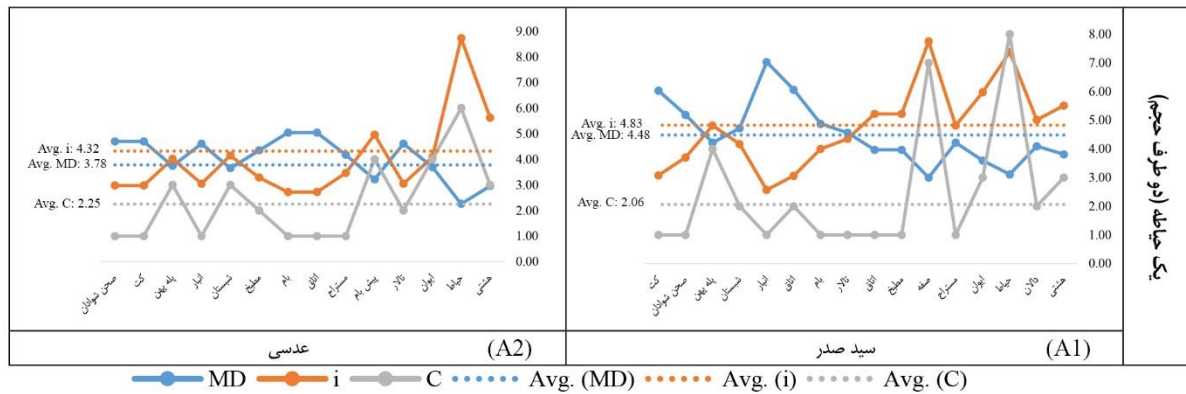 9.00
8.00
7.00
6.00
5.00
4.00
3.00
2.00
1.00
0.00
Avg. i: 4.32
Avg. MD: 3.78
Avg. C: 2.25
صحن شوادان
کت
پله پهن
انبار
شبستان
مطبخ
بام
اتاق
مستراح
پیش بام
تالار
ایوان
حیاط
هشتی
عدسی (A2)
8.00
7.00
6.00
5.00
4.00
3.00
2.00
1.00
0.00
Avg. i: 4.83
Avg. MD: 4.48
Avg. C: 2.06
کت
صحن شوادان
پله پهن
شبستان
انبار
اتاق
بام
تالار
اتاق
مطبخ
صفه
مستراح
ایوان
حیاط
دالان
هشتی
سید صدر (A1)
یک حیاطه (دو طرف حجم)
MD i C Avg. (MD) Avg. (i) Avg. (C)